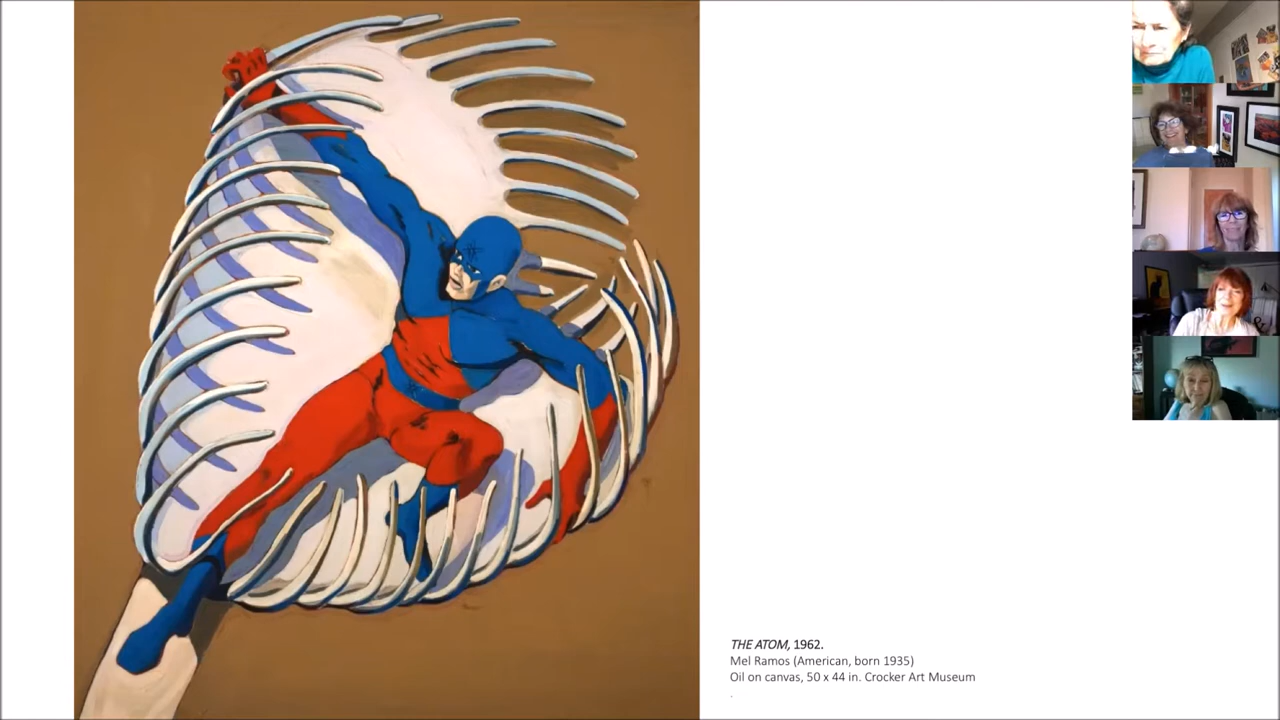 THE ATOM, 1962.
Mel Ramos (American, born 1935)
Oil on canvas, 50 x 44 in. Crocker Art Museum
.